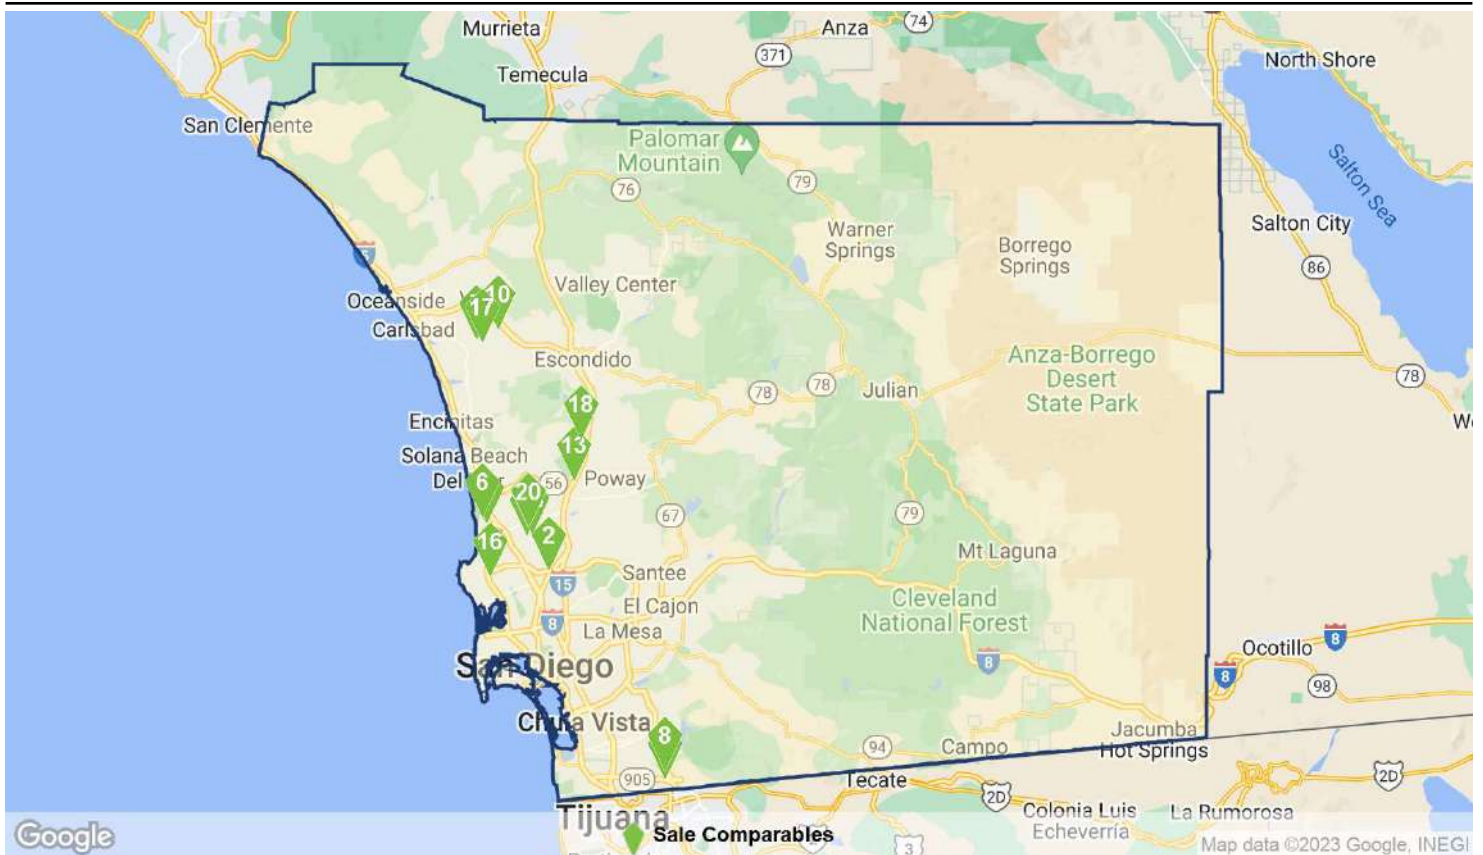 Murrieta
Anza
74
371
North Shore
Temecula
San Clemente
Palomar
Mountain
79
76
Salton Sea
Salton City
Warner
Springs
Borrego
Springs
86
Valley Center
10
17
Oceanside
Carlsbad
Escondido
Anza-Borrego
Desert
State Park
78
78
78
Julian
18
Encinitas
13
Solana Beach
6
56
Poway
20
67
79
2
16
Mt Laguna
15
Santee
El Cajon
Cleveland
National Forest
8
La Mesa
8
8
Ocotillo
San Diego
8
98
Chula Vista
8
Jacumba
Hot Springs
94
Campo
905
Tecate
2D
2D
Tijuana
Colonia Luis
Echeverría
La Rumorosa
3
Google
Sale Comparables
Map data ©2023 Google, INEGI